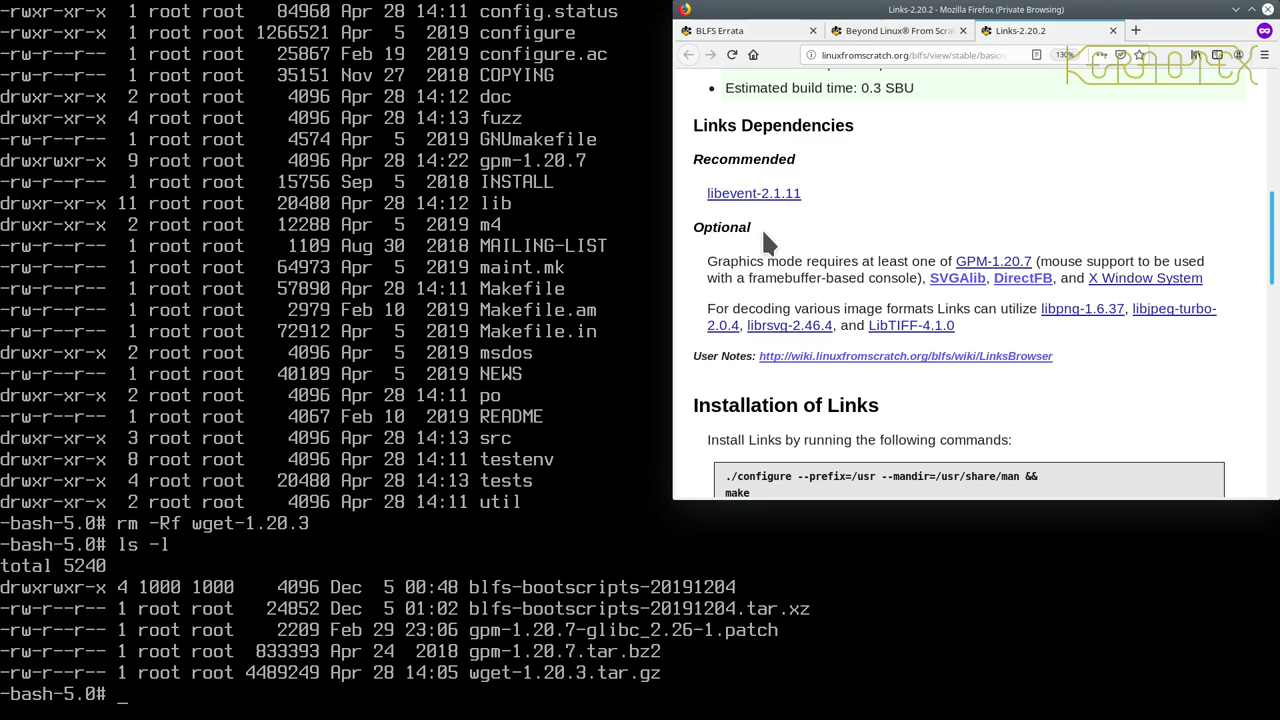 -rwxr-xr-x 1 root root 84960 Apr 28 14:11 config.status
-rwxr-xr-x 1 root root 1266521 Apr 5 2019 configure
-rw-r--r-- 1 root root 25867 Feb 19 2019 configure.ac
-rw-r--r-- 1 root root 35151 Nov 27 2018 COPYING
drwxr-xr-x 2 root root 4096 Apr 28 14:12 doc
drwxr-xr-x 4 root root 4096 Apr 28 14:13 fuzz
-rw-r--r-- 1 root root 4574 Apr 5 2019 GNUmakefile
drwxrwxr-x 9 root root 4096 Apr 28 14:22 gpm-1.20.7
-rw-r--r-- 1 root root 15756 Sep 5 2018 INSTALL
drwxr-xr-x 11 root root 20480 Apr 28 14:12 lib
drwxr-xr-x 2 root root 12288 Apr 5 2019 m4
-rw-r--r-- 1 root root 1109 Aug 30 2018 MAILING-LIST
-rw-r--r-- 1 root root 64973 Apr 5 2019 maint.mk
-rw-r--r-- 1 root root 57890 Apr 28 14:11 Makefile
-rw-r--r-- 1 root root 2979 Feb 10 2019 Makefile.am
-rw-r--r-- 1 root root 72912 Apr 5 2019 Makefile.in
drwxr-xr-x 2 root root 4096 Apr 5 2019 msdos
-rw-r--r-- 1 root root 40109 Apr 5 2019 NEWS
drwxr-xr-x 2 root root 4096 Apr 28 14:11 po
-rw-r--r-- 1 root root 4067 Feb 10 2019 README
drwxr-xr-x 3 root root 4096 Apr 28 14:13 src
drwxr-xr-x 8 root root 4096 Apr 28 14:11 testenv
drwxr-xr-x 4 root root 20480 Apr 28 14:13 tests
drwxr-xr-x 2 root root 4096 Apr 28 14:11 util
-bash-5.0# rm -Rf wget-1.20.3
-bash-5.0# ls -l
total 5240
drwxrwxr-x 4 1000 1000 4096 Dec 5 00:48 blfs-bootscripts-20191204
-rw-r--r-- 1 root root 24852 Dec 5 01:02 blfs-bootscripts-20191204.tar.xz
-rw-r--r-- 1 root root 2209 Feb 29 23:06 gpm-1.20.7-glibc_2.26-1.patch
-rw-r--r-- 1 root root 833393 Apr 24 2018 gpm-1.20.7.tar.bz2
-rw-r--r-- 1 root root 4489249 Apr 28 14:05 wget-1.20.3.tar.gz
-bash-5.0# _
Links-2.20.2 - Mozilla Firefox (Private Browsing)
BLFS Errata
Beyond Linux® From Scra
Links-2.20.2
linuxfromscratch.org/blfs/view/stable/basicn
130%
Estimated build time: 0.3 SBU
Links Dependencies
Recommended
libevent-2.1.11
Optional
Graphics mode requires at least one of GPM-1.20.7 (mouse support to be used
with a framebuffer-based console), SVGAlib, DirectFB, and X Window System
For decoding various image formats Links can utilize libpng-1.6.37, libjpeg-turbo-
2.0.4, librsvg-2.46.4, and LibTIFF-4.1.0
User Notes: http://wiki.linuxfromscratch.org/blfs/wiki/LinksBrowser
Installation of Links
Install Links by running the following commands:
./configure --prefix=/usr --mandir=/usr/share/man &&
make